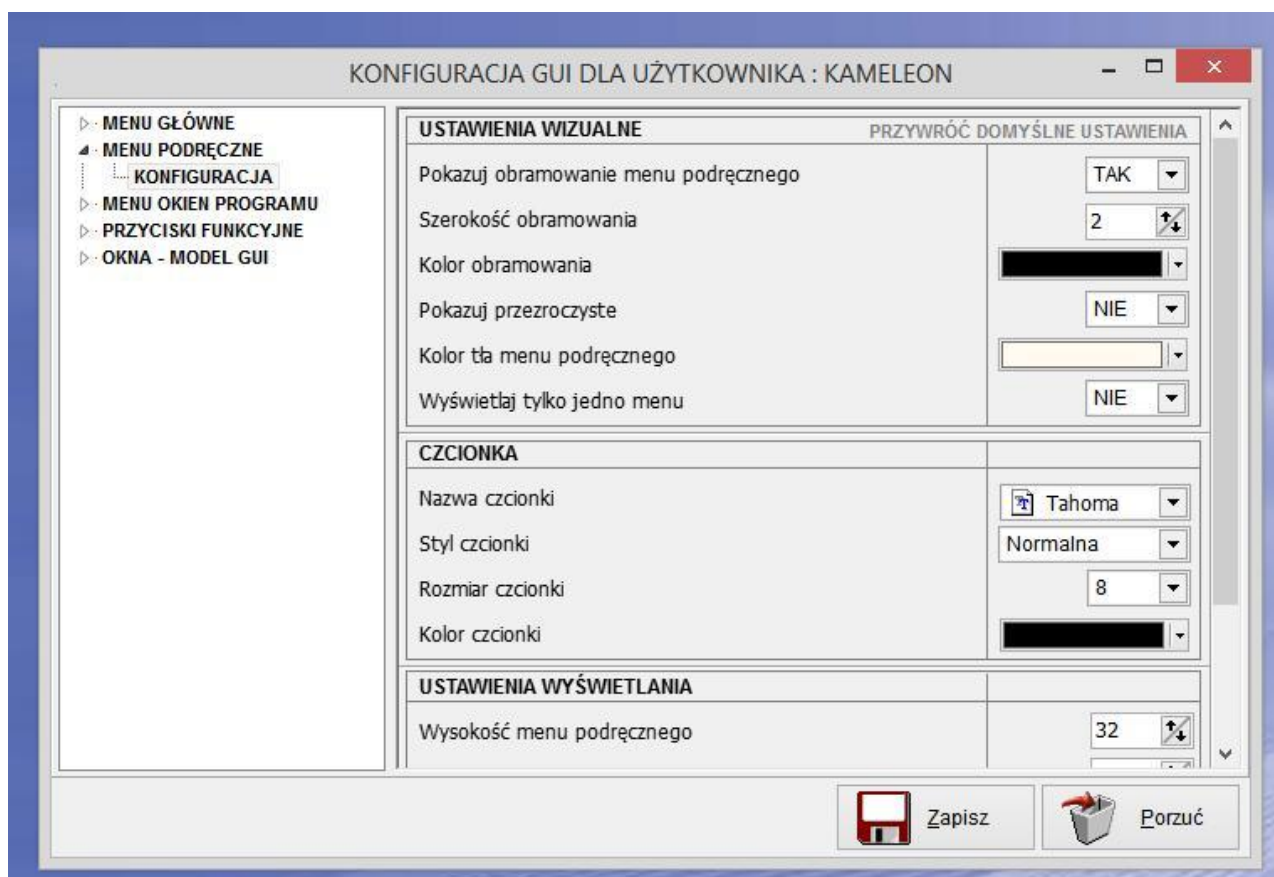 KONFIGURACJA GUI DLA UŻYTKOWNIKA : KAMELEON
MENU GŁÓWNE
MENU PODRĘCZNE
KONFIGURACJA
MENU OKIEN PROGRAMU
PRZYCISKI FUNKCYJNE
OKNA - MODEL GUI
USTAWIENIA WIZUALNE PRZYWRÓĆ DOMYŚLNE USTAWIENIA
Pokazuj obramowanie menu podręcznego TAK
Szerokość obramowania 2
Kolor obramowania
Pokazuj przezroczyste NIE
Kolor tła menu podręcznego
Wyświetlaj tylko jedno menu NIE
CZCIONKA
Nazwa czcionki Tahoma
Styl czcionki Normalna
Rozmiar czcionki 8
Kolor czcionki
USTAWIENIA WYŚWIETLANIA
Wysokość menu podręcznego 32
Zapisz Porzuć